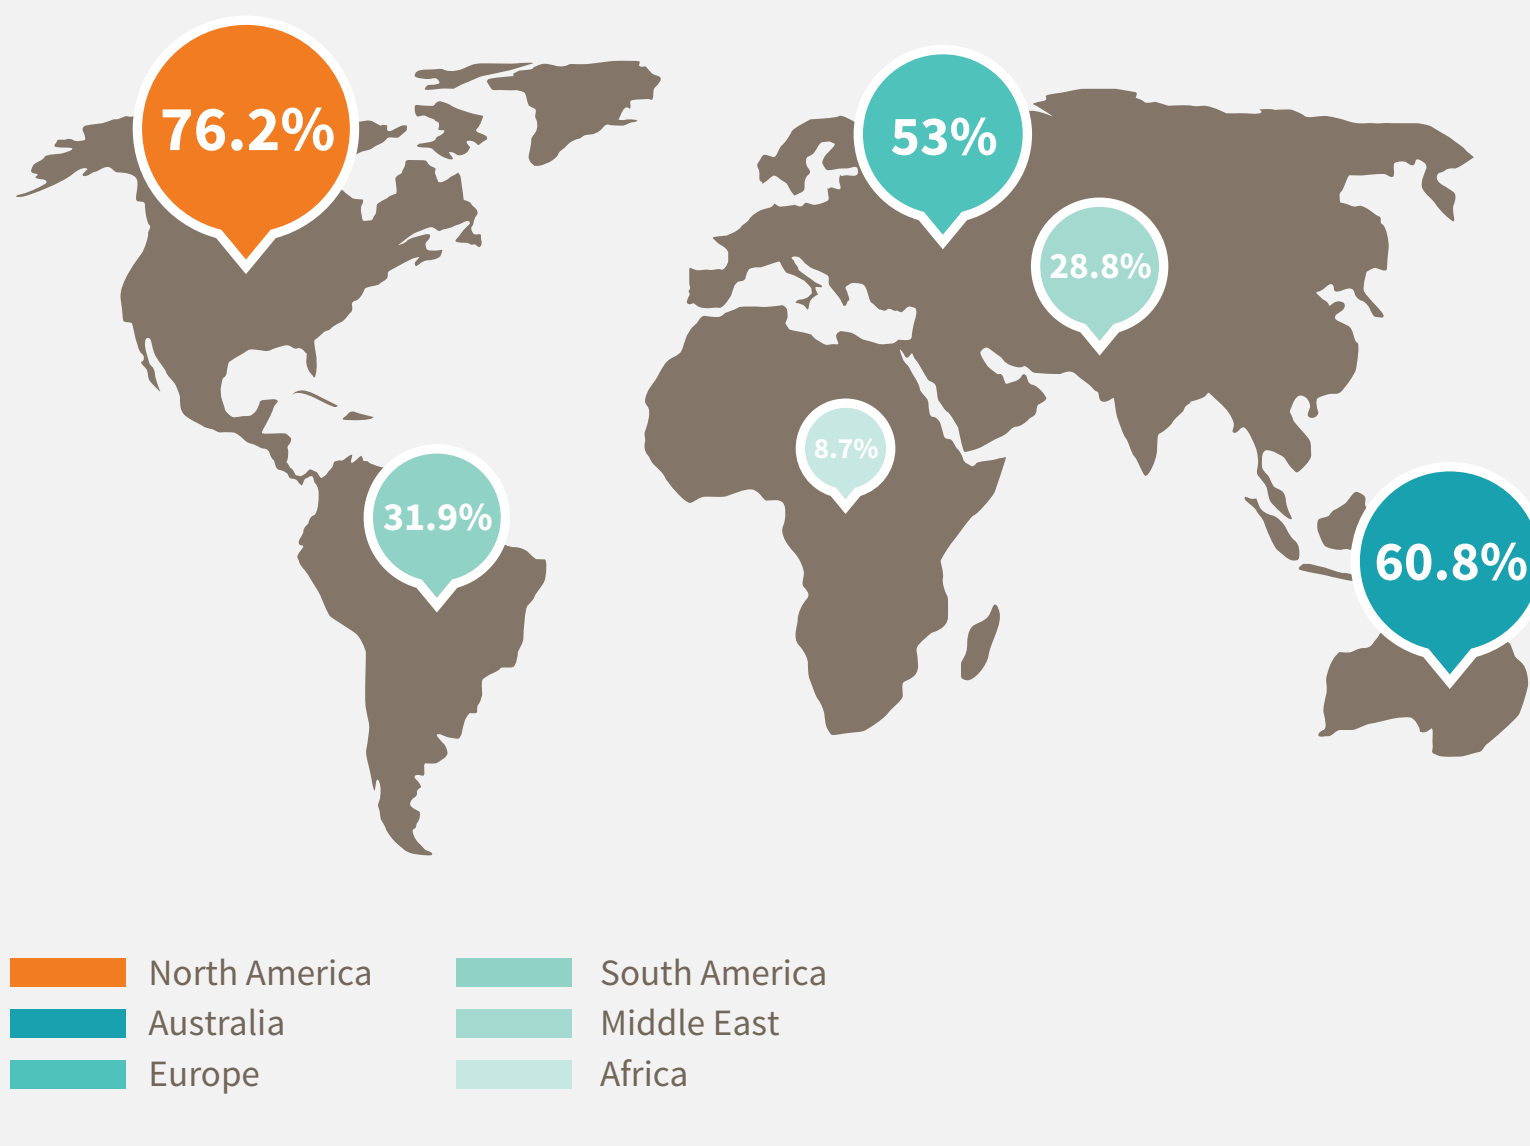 76.2%
53%
28.8%
8.7%
31.9%
60.8%
North America
Australia
Europe
South America
Middle East
Africa